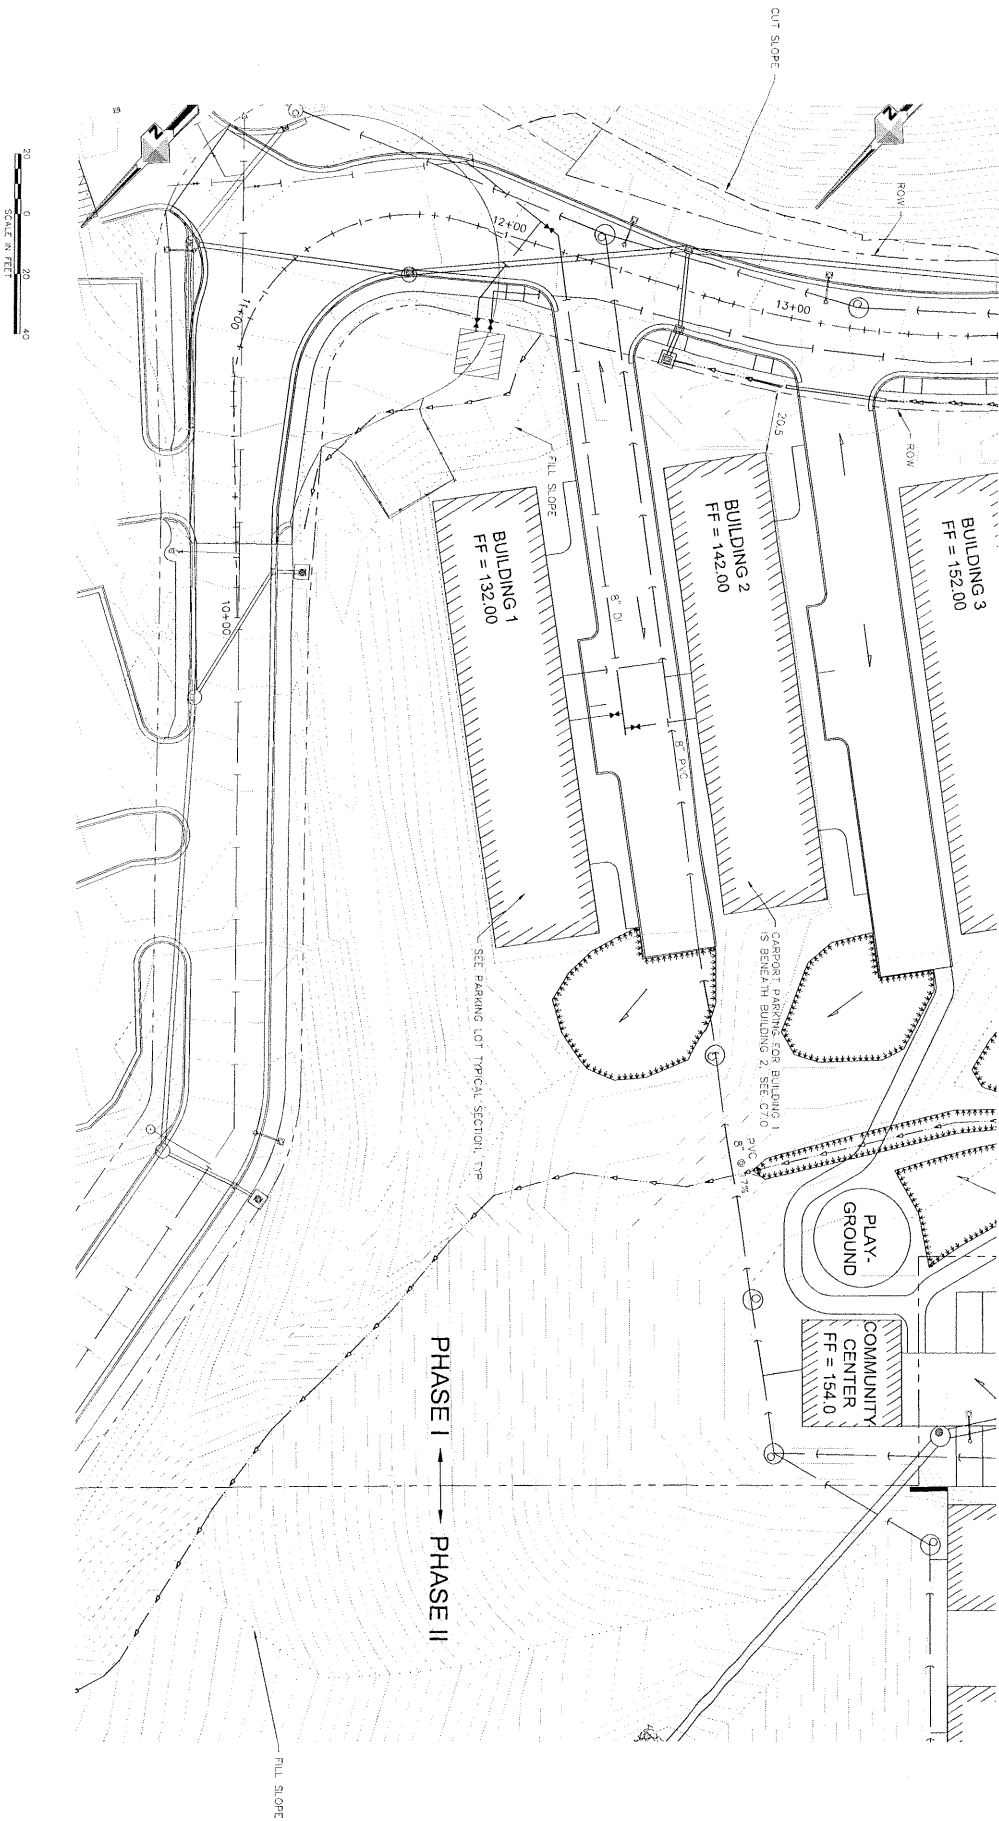 CUT SLOPE
ROW
N
N
20 0 20 40
SCALE IN FEET
12+00
13+00
11+00
10+00
20.5
ROW
FILL SLOPE
BUILDING 1
FF = 132.00
BUILDING 2
FF = 142.00
BUILDING 3
FF = 152.00
8" DI
8" PVC
SEE PARKING LOT TYPICAL SECTION, TYP
CARPORT PARKING FOR BUILDING 1
IS BENEATH BUILDING 2, SEE C7.0
PVC
PLAY-
GROUND
COMMUNITY
CENTER
FF = 154.0
PHASE I
PHASE II
FILL SLOPE